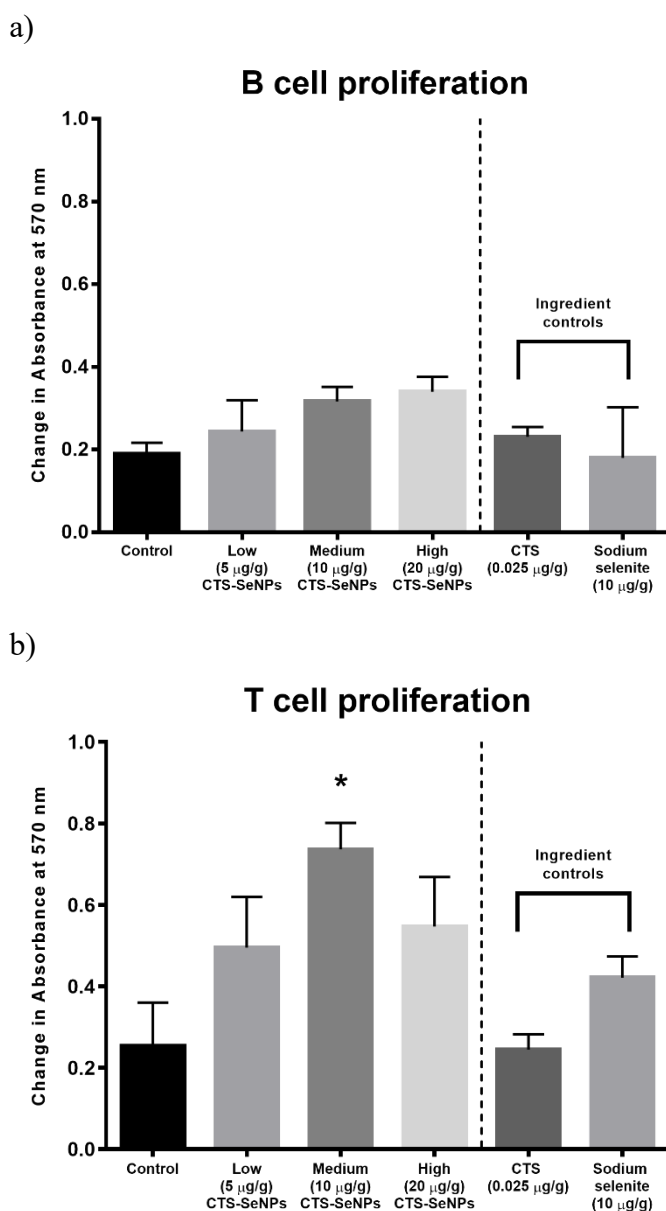 a)
B cell proliferation
Change in Absorbance at 570 nm
1.0
0.8
0.6
0.4
0.2
0.0
Ingredient
controls
Control
Low
(5 μg/g)
CTS-SeNPs
Medium
(10 μg/g)
CTS-SeNPs
High
(20 μg/g)
CTS-SeNPs
CTS
(0.025 μg/g)
Sodium
selenite
(10 μg/g)
b)
T cell proliferation
Change in Absorbance at 570 nm
1.0
0.8
0.6
0.4
0.2
0.0
*
Ingredient
controls
Control
Low
(5 μg/g)
CTS-SeNPs
Medium
(10 μg/g)
CTS-SeNPs
High
(20 μg/g)
CTS-SeNPs
CTS
(0.025 μg/g)
Sodium
selenite
(10 μg/g)